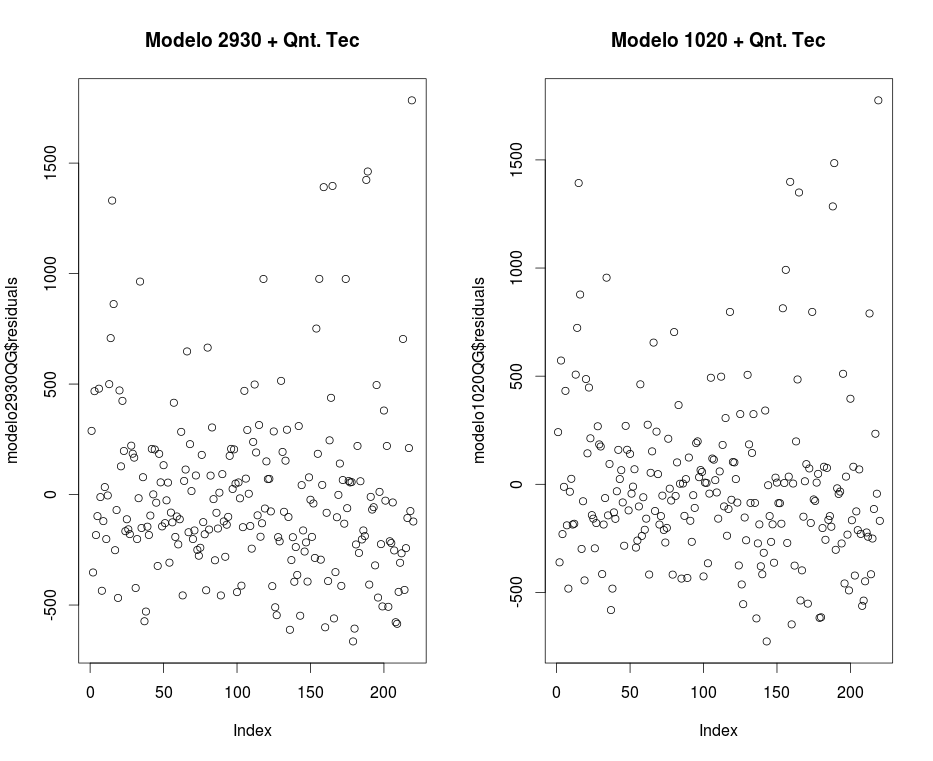 Modelo 2930 + Qnt. Tec
modelo2930QG$residuals
1500
1000
500
0
-500
0 50 100 150 200
Index
Modelo 1020 + Qnt. Tec
modelo1020QG$residuals
1500
1000
500
0
-500
0 50 100 150 200
Index